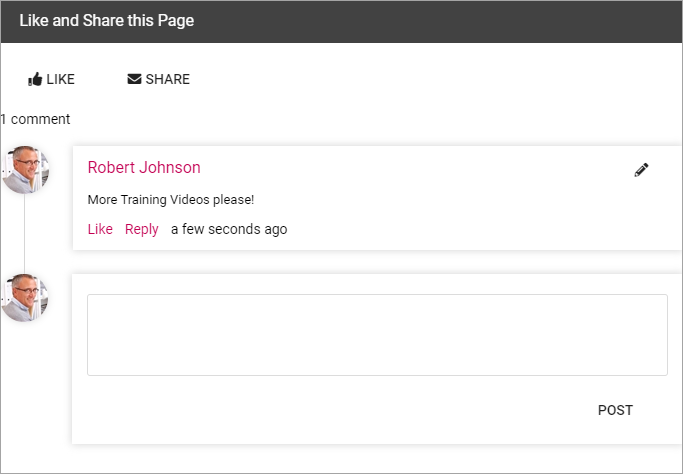 Like and Share this Page
LIKE SHARE
1 comment
Robert Johnson
More Training Videos please!
Like Reply a few seconds ago
POST